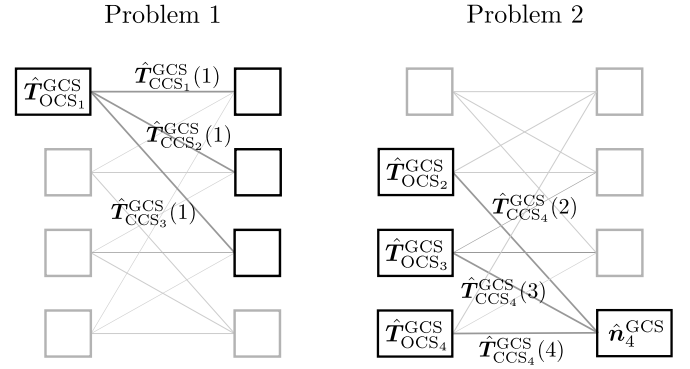 Problem 1
Problem 2
T̂^GCS_OCS₁
T̂^GCS_CCS₁(1)
T̂^GCS_CCS₂(1)
T̂^GCS_CCS₃(1)
T̂^GCS_OCS₂
T̂^GCS_CCS₄(2)
T̂^GCS_OCS₃
T̂^GCS_CCS₄(3)
T̂^GCS_OCS₄
T̂^GCS_CCS₄(4)
n̂^GCS_4